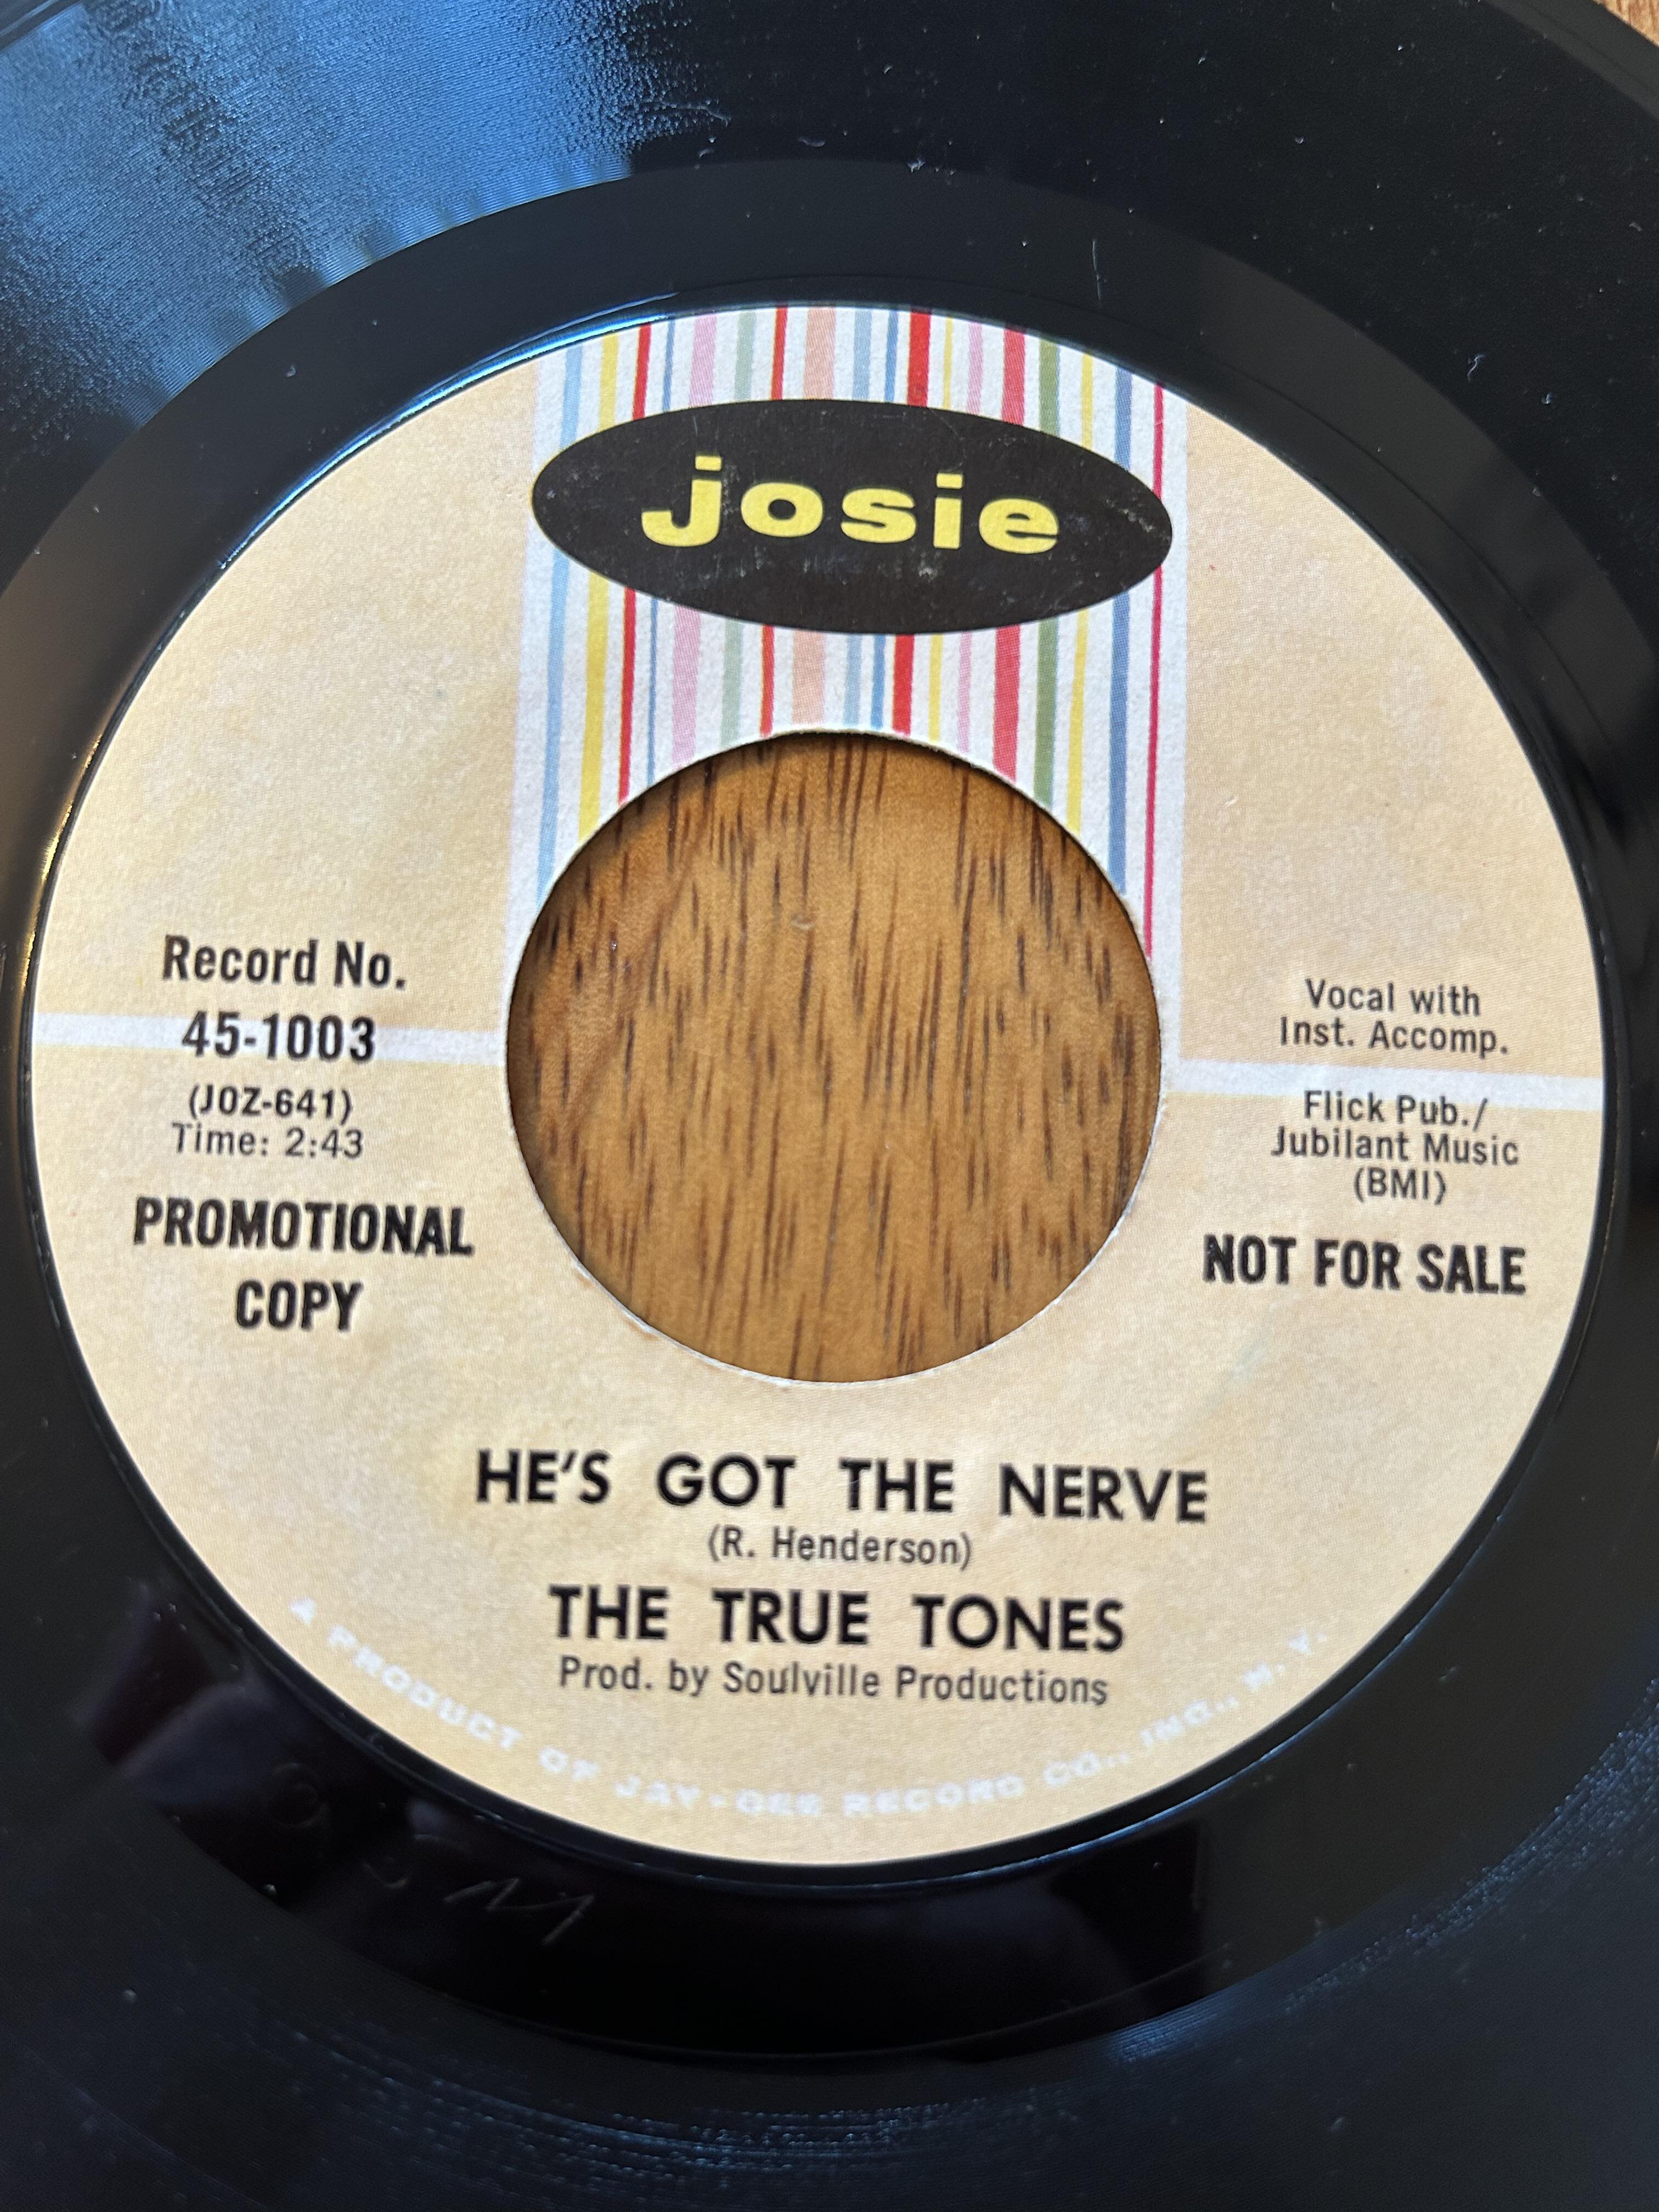 josie
Record No.
45-1003
(JOZ-641)
Time: 2:43
PROMOTIONAL
COPY
Vocal with
Inst. Accomp.
Flick Pub./
Jubilant Music
(BMI)
NOT FOR SALE
HE'S GOT THE NERVE
(R. Henderson)
THE TRUE TONES
Prod. by Soulville Productions
A PRODUCT OF JAY-DEE RECORD CO., INC., N. Y.